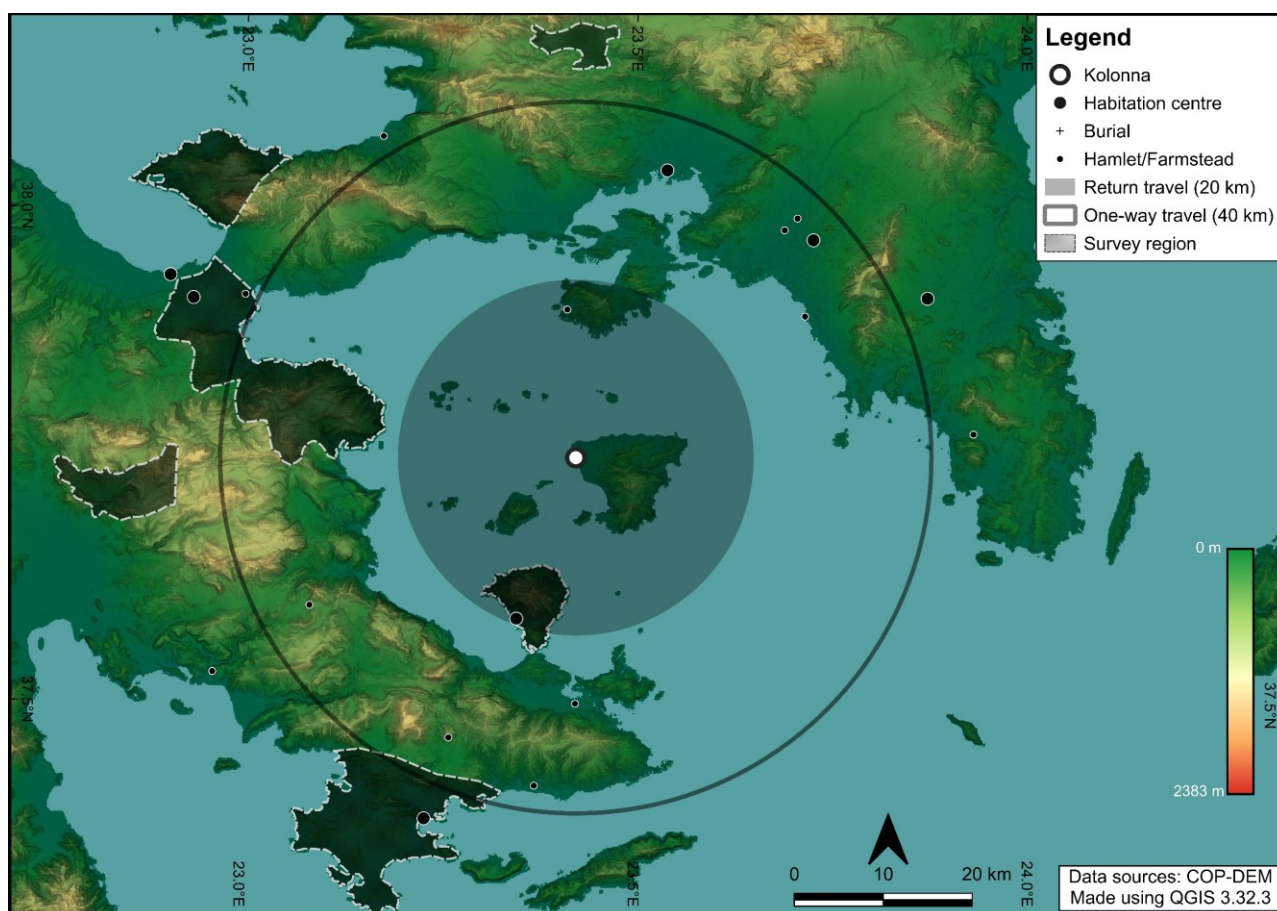 23.0°E
23.5°E
24.0°E
Legend
Kolonna
Habitation centre
Burial
Hamlet/Farmstead
Return travel (20 km)
One-way travel (40 km)
Survey region
38.0°N
37.5°N
37.5°N
0 m
2383 m
23.0°E
23.5°E
24.0°E
0 10 20 km
Data sources: COP-DEM
Made using QGIS 3.32.3